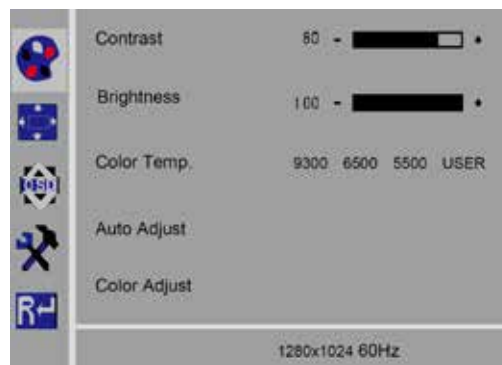 Contrast 80 - +
Brightness 100 - +
Color Temp. 9300 6500 5500 USER
OSD
Auto Adjust
Color Adjust
R
1280x1024 60Hz